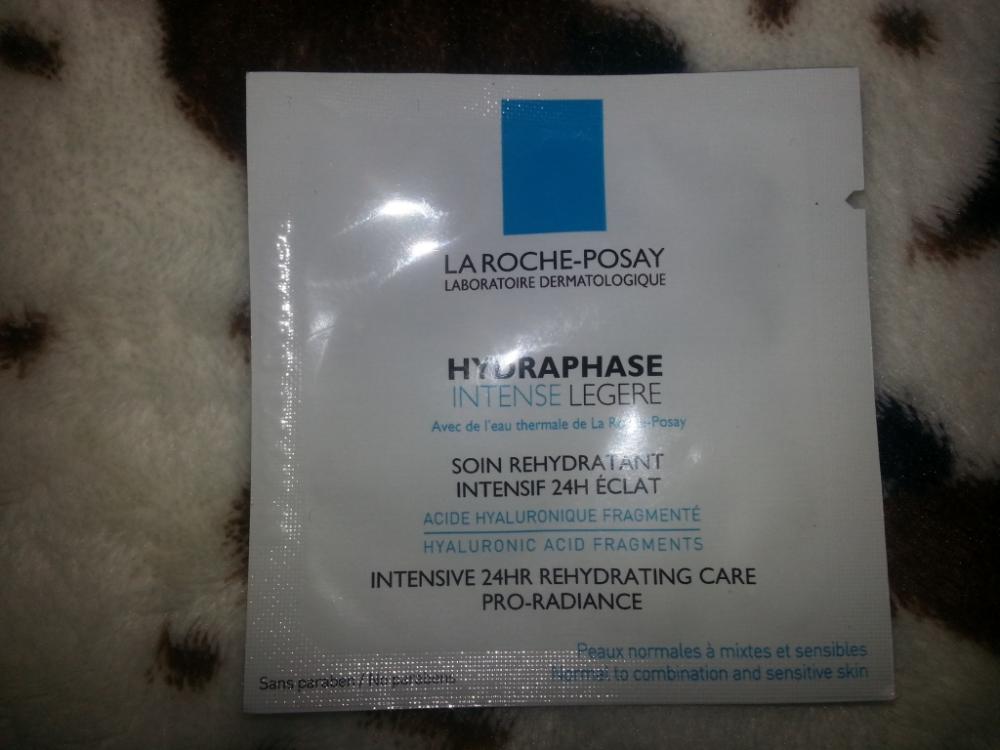 LA ROCHE-POSAY
LABORATOIRE DERMATOLOGIQUE
HYDRAPHASE
INTENSE LEGERE
Avec de l'eau thermale de La Roche-Posay
SOIN REHYDRATANT
INTENSIF 24H ÉCLAT
ACIDE HYALURONIQUE FRAGMENTÉ
HYALURONIC ACID FRAGMENTS
INTENSIVE 24HR REHYDRATING CARE
PRO-RADIANCE
Peaux normales à mixtes et sensibles
Normal to combination and sensitive skin
Sans paraben / No parabens